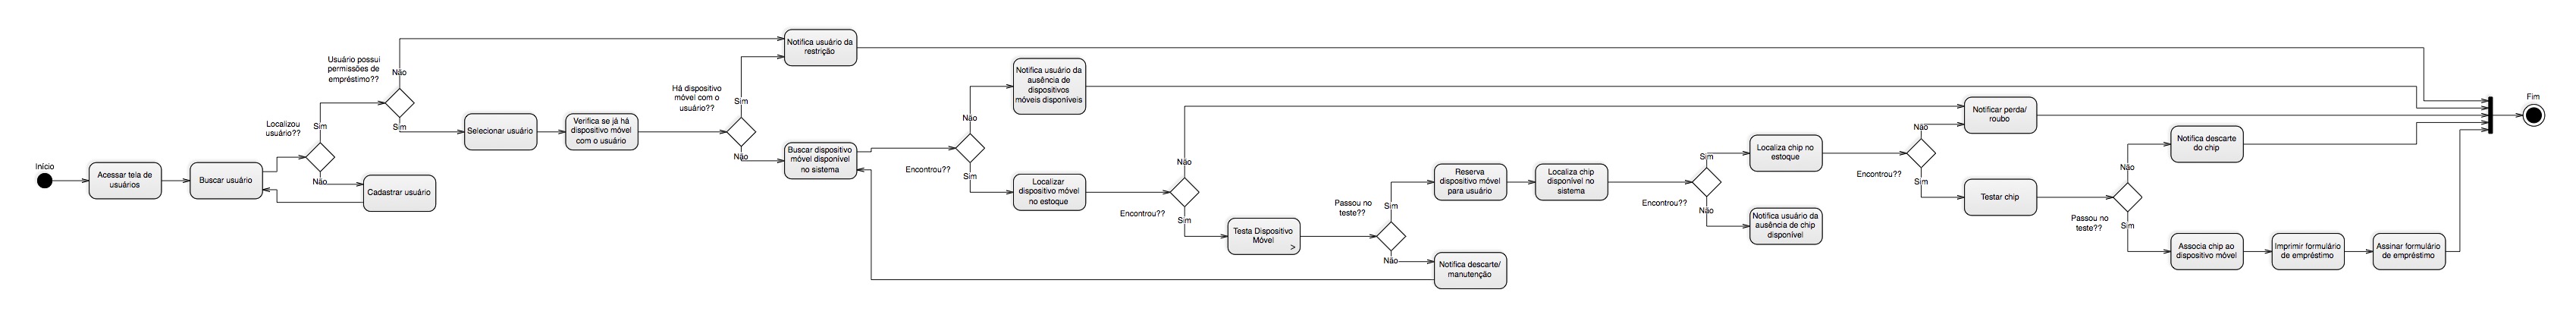 Início
Acessar tela de
usuários
Buscar usuário
Localizou
usuário??
Sim
Não
Cadastrar usuário
Usuário possui
permissões de
empréstimo??
Não
Sim
Selecionar usuário
Verifica se já há
dispositivo móvel
com o usuário
Há dispositivo
móvel com o
usuário??
Sim
Não
Notifica usuário da
restrição
Buscar dispositivo
móvel disponível
no sistema
Encontrou??
Não
Sim
Notifica usuário da
ausência de
dispositivos
móveis disponíveis
Localizar
dispositivo móvel
no estoque
Encontrou??
Não
Sim
Testa Dispositivo
Móvel
>
Passou no
teste??
Sim
Não
Reserva
dispositivo móvel
para usuário
Notifica descarte/
manutenção
Localiza chip
disponível no
sistema
Encontrou??
Sim
Não
Localiza chip no
estoque
Notifica usuário da
ausência de chip
disponível
Encontrou??
Não
Sim
Notificar perda/
roubo
Testar chip
Passou no
teste??
Não
Sim
Notifica descarte
do chip
Associa chip ao
dispositivo móvel
Imprimir formulário
de empréstimo
Assinar formulário
de empréstimo
Fim